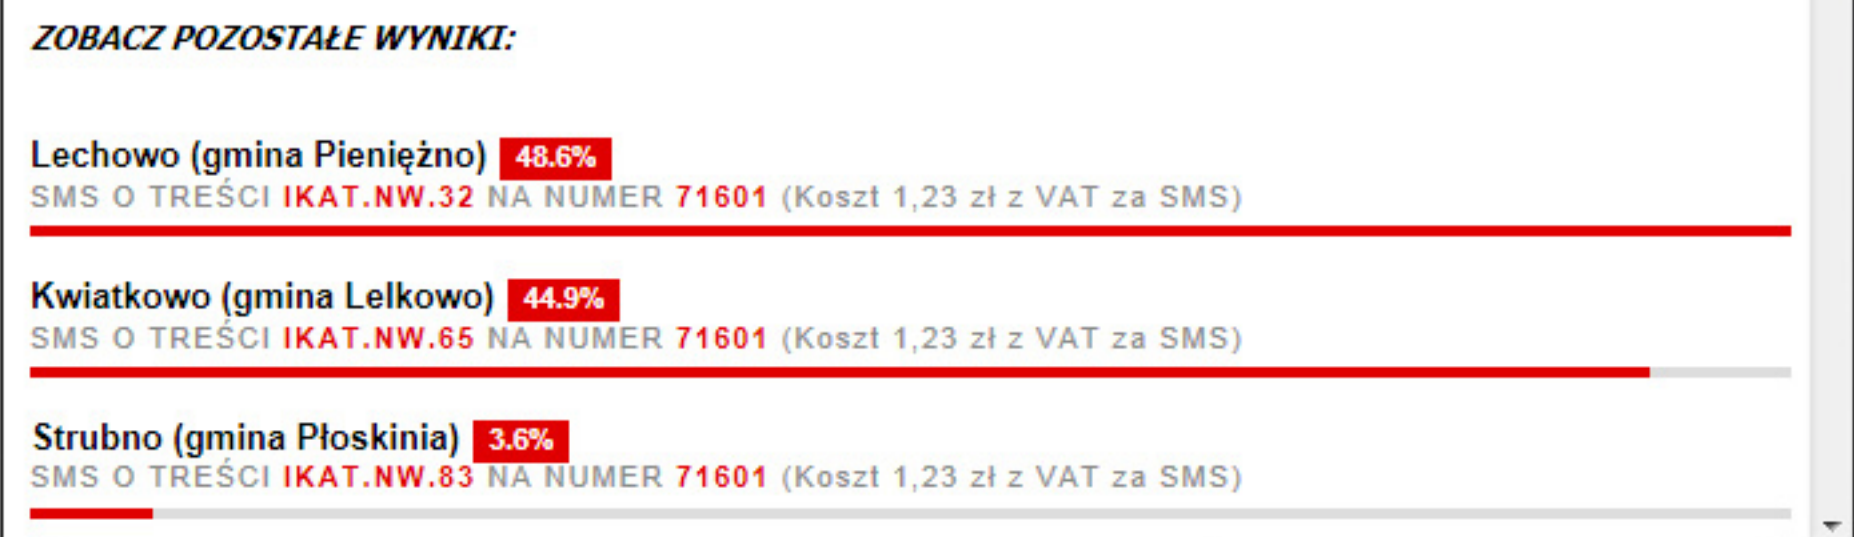 ZOBACZ POZOSTAŁE WYNIKI:
Lechowo (gmina Pieniężno) 48.6%
SMS O TREŚCI IKAT.NW.32 NA NUMER 71601 (Koszt 1,23 zł z VAT za SMS)
Kwiatkowo (gmina Lelkowo) 44.9%
SMS O TREŚCI IKAT.NW.65 NA NUMER 71601 (Koszt 1,23 zł z VAT za SMS)
Strubno (gmina Płoskinia) 3.6%
SMS O TREŚCI IKAT.NW.83 NA NUMER 71601 (Koszt 1,23 zł z VAT za SMS)